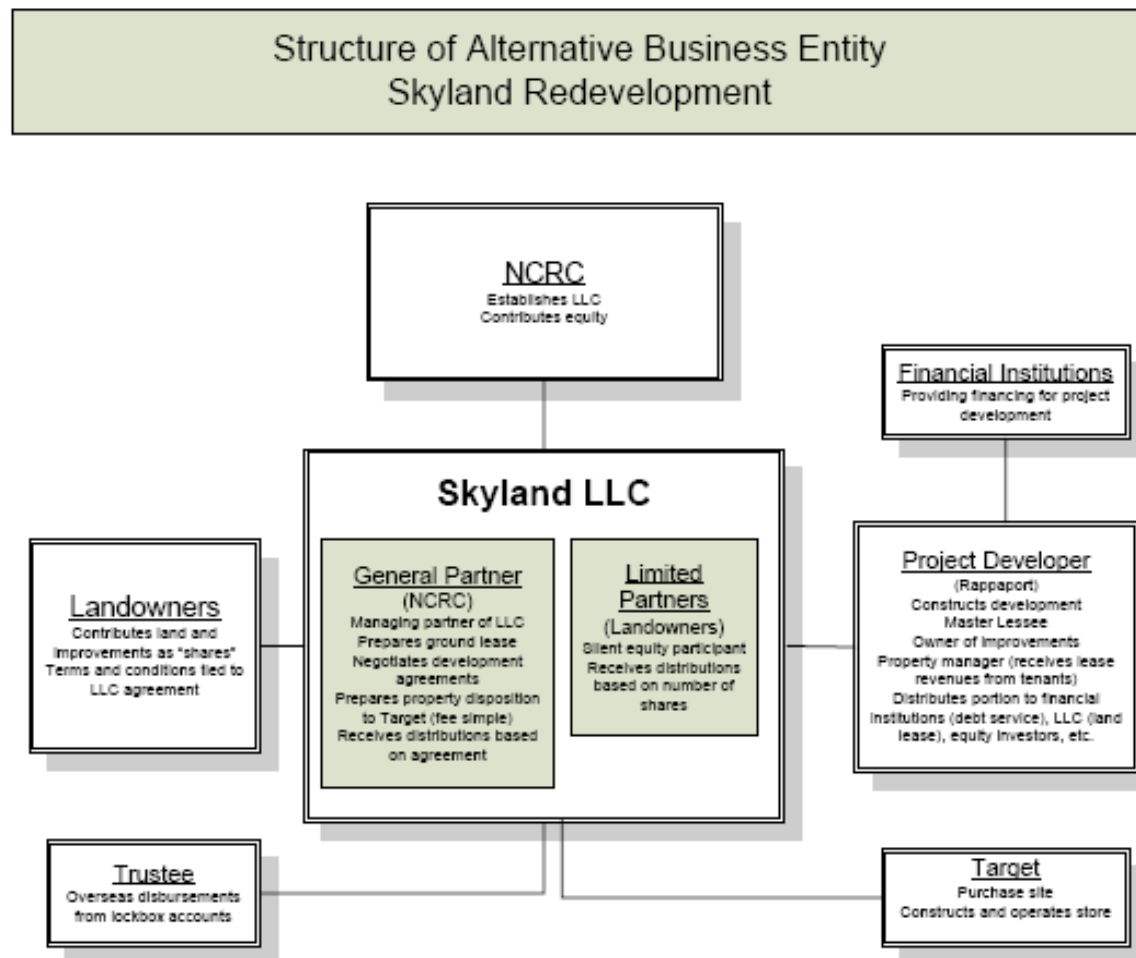 Structure of Alternative Business Entity
Skyland Redevelopment
NCRC
Establishes LLC
Contributes equity
Financial Institutions
Providing financing for project
development
Skyland LLC
Landowners
Contributes land and
Improvements as "shares"
Terms and conditions tied to
LLC agreement
General Partner
(NCRC)
Managing partner of LLC
Prepares ground lease
Negotiates development
agreements
Prepares property disposition
to Target (fee simple)
Receives distributions based
on agreement
Limited
Partners
(Landowners)
Silent equity participant
Receives distributions
based on number of
shares
Project Developer
(Rappaport)
Constructs development
Master Lessee
Owner of Improvements
Property manager (receives lease
revenues from tenants)
Distributes portion to financial
Institutions (debt service), LLC (land
lease), equity investors, etc.
Trustee
Overseas disbursements
from lockbox accounts
Target
Purchase site
Constructs and operates store